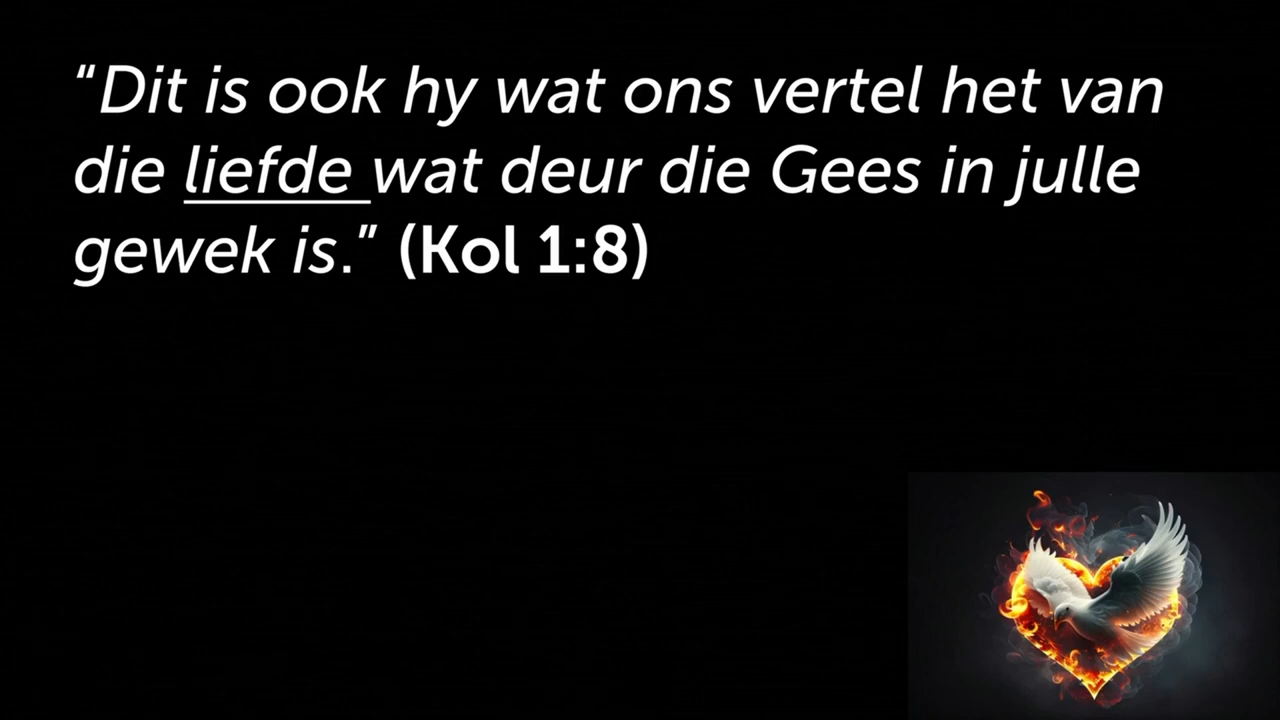 “Dit is ook hy wat ons vertel het van
die liefde wat deur die Gees in julle
gewek is.” (Kol 1:8)